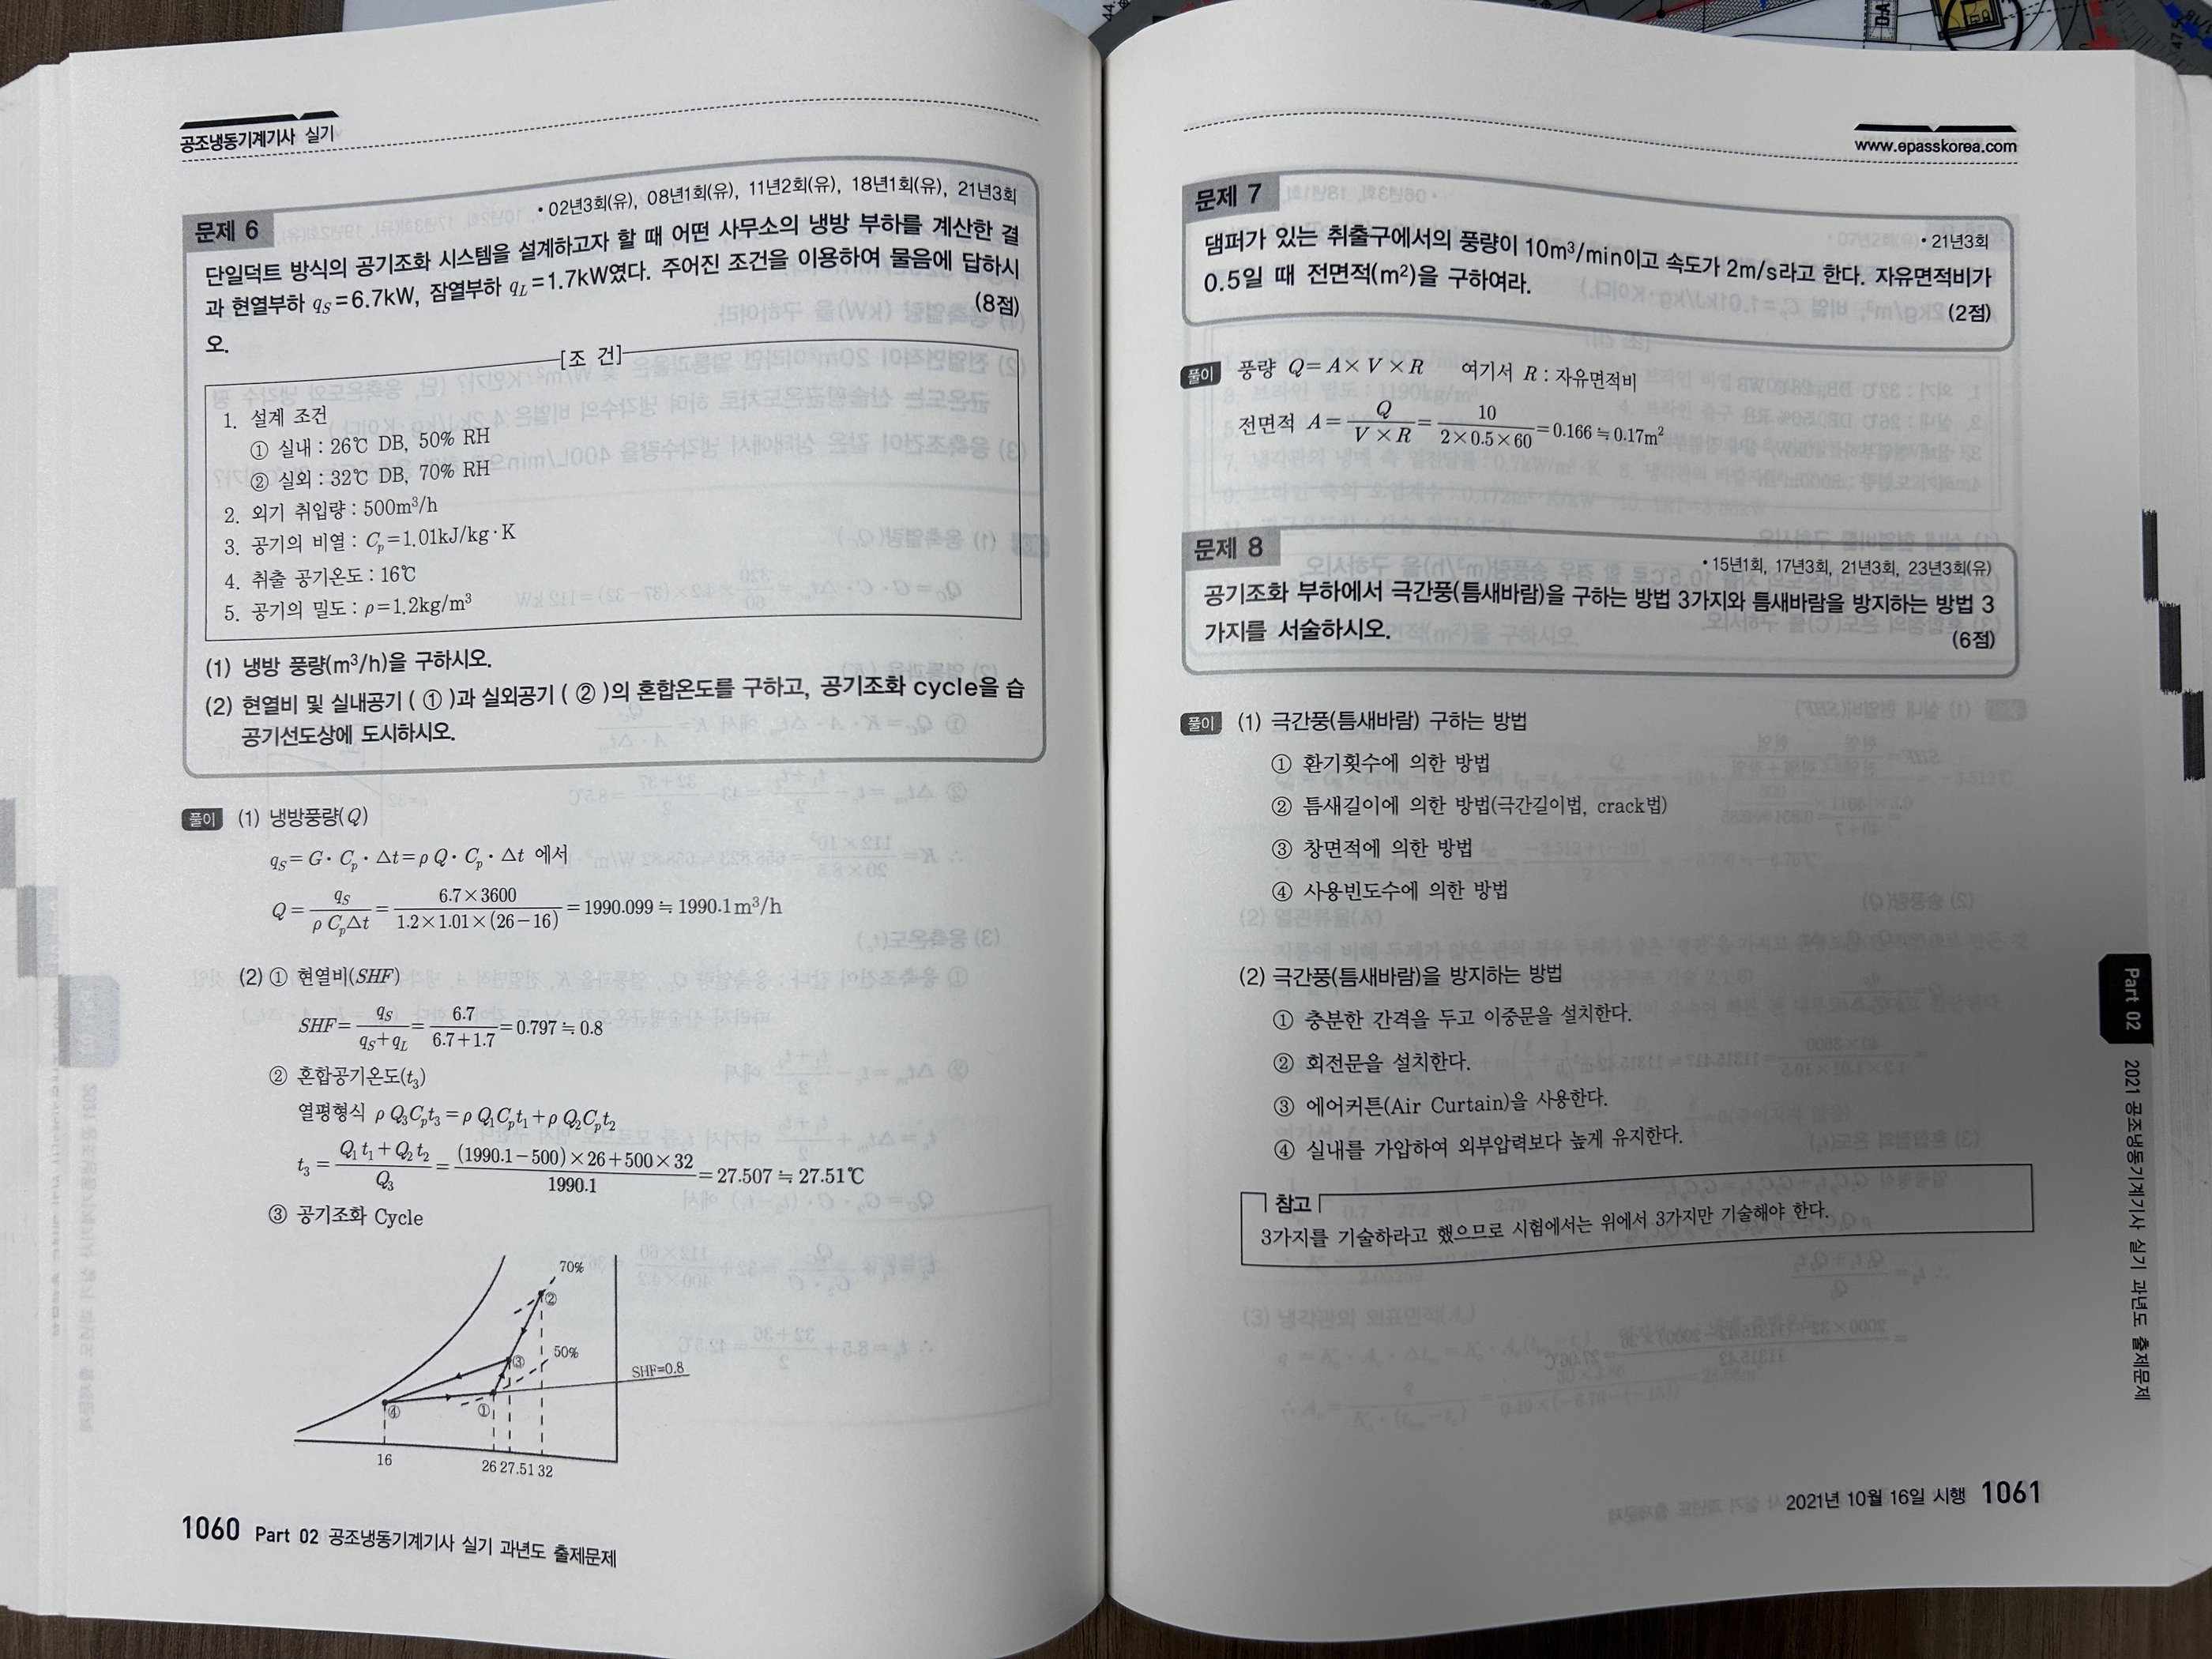 공조냉동기계기사 실기
• 02년3회(유), 08년1회(유), 11년2회(유), 18년1회(유), 21년3회
문제 6
단일덕트 방식의 공기조화 시스템을 설계하고자 할 때 어떤 사무소의 냉방 부하를 계산한 결
과 현열부하 qS=6.7kW, 잠열부하 qL=1.7kW였다. 주어진 조건을 이용하여 물음에 답하시
오. (8점)
[조 건]
1. 설계 조건
① 실내 : 26℃ DB, 50% RH
② 실외 : 32℃ DB, 70% RH
2. 외기 취입량 : 500m³/h
3. 공기의 비열 : Cp=1.01kJ/kg·K
4. 취출 공기온도 : 16℃
5. 공기의 밀도 : ρ=1.2kg/m³
(1) 냉방 풍량(m³/h)을 구하시오.
(2) 현열비 및 실내공기 ( ① )과 실외공기 ( ② )의 혼합온도를 구하고, 공기조화 cycle을 습
공기선도상에 도시하시오.
풀이 (1) 냉방풍량(Q)
qS=G·Cp·Δt=ρQ·Cp·Δt 에서
Q=qS/(ρCpΔt)=(6.7×3600)/(1.2×1.01×(26-16))=1990.099≒1990.1m³/h
(2) ① 현열비(SHF)
SHF=qS/(qS+qL)=6.7/(6.7+1.7)=0.797≒0.8
② 혼합공기온도(t3)
열평형식 ρQ3Cpt3=ρQ1Cpt1+ρQ2Cpt2
t3=(Q1t1+Q2t2)/Q3=((1990.1-500)×26+500×32)/1990.1=27.507≒27.51℃
③ 공기조화 Cycle
70%
②
50%
③
SHF=0.8
④
①
16 26 27.51 32
1060 Part 02 공조냉동기계기사 실기 과년도 출제문제
www.epasskorea.com
문제 7
• 21년3회
댐퍼가 있는 취출구에서의 풍량이 10m³/min이고 속도가 2m/s라고 한다. 자유면적비가
0.5일 때 전면적(m²)을 구하여라.
(2점)
풀이 풍량 Q=A×V×R 여기서 R : 자유면적비
전면적 A=Q/(V×R)=10/(2×0.5×60)=0.166≒0.17m²
문제 8
• 15년1회, 17년3회, 21년3회, 23년3회(유)
공기조화 부하에서 극간풍(틈새바람)을 구하는 방법 3가지와 틈새바람을 방지하는 방법 3
가지를 서술하시오.
(6점)
풀이 (1) 극간풍(틈새바람) 구하는 방법
① 환기횟수에 의한 방법
② 틈새길이에 의한 방법(극간길이법, crack법)
③ 창면적에 의한 방법
④ 사용빈도수에 의한 방법
(2) 극간풍(틈새바람)을 방지하는 방법
① 충분한 간격을 두고 이중문을 설치한다.
② 회전문을 설치한다.
③ 에어커튼(Air Curtain)을 사용한다.
④ 실내를 가압하여 외부압력보다 높게 유지한다.
참고
3가지를 기술하라고 했으므로 시험에서는 위에서 3가지만 기술해야 한다.
Part 02
2021 공조냉동기계기사 실기 과년도 출제문제
2021년 10월 16일 시행 1061